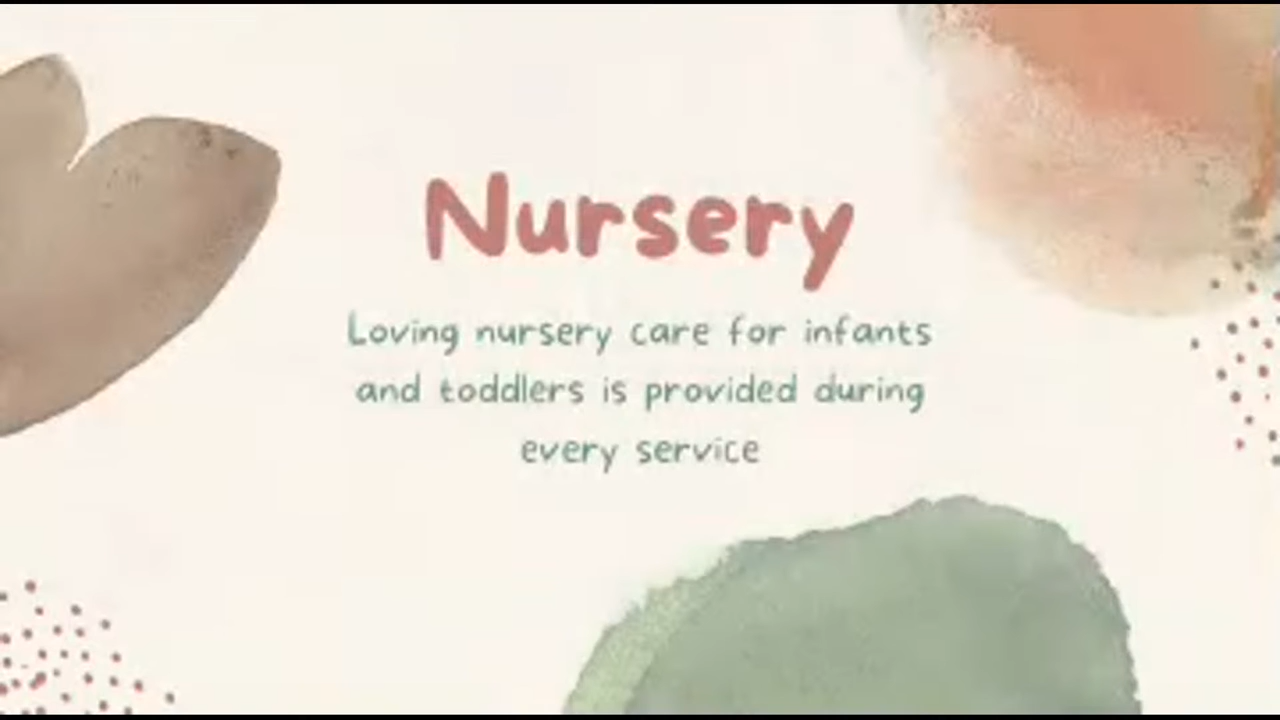 Nursery
Loving nursery care for infants
and toddlers is provided during
every service